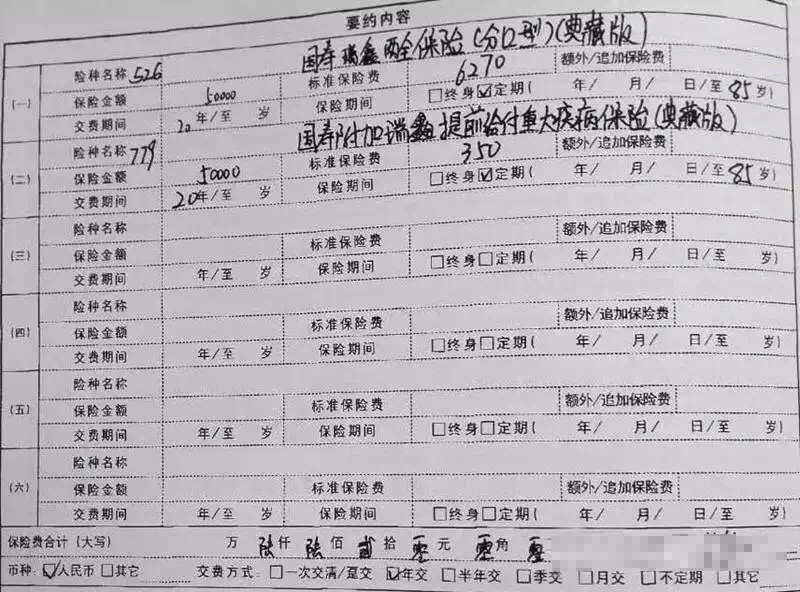 要约内容
险种名称526 国寿瑞鑫两全保险(分口型)(典藏版)
(一) 保险金额 50000 标准保险费 6270 额外/追加保险费
交费期间 20年/至 岁 保险期间 □终身☑定期( 年/ 月/ 日/至85岁)
险种名称779 国寿附加瑞鑫提前给付重大疾病保险(典藏版)
(二) 保险金额 50000 标准保险费 350 额外/追加保险费
交费期间 20年/至 岁 保险期间 □终身☑定期( 年/ 月/ 日/至85岁)
险种名称
(三) 保险金额 标准保险费 额外/追加保险费
交费期间 年/至 岁 保险期间 □终身□定期( 年/ 月/ 日/至 岁)
险种名称
(四) 保险金额 标准保险费 额外/追加保险费
交费期间 年/至 岁 保险期间 □终身□定期( 年/ 月/ 日/至 岁)
险种名称
(五) 保险金额 标准保险费 额外/追加保险费
交费期间 年/至 岁 保险期间 □终身□定期( 年/ 月/ 日/至 岁)
险种名称
(六) 保险金额 标准保险费 额外/追加保险费
交费期间 年/至 岁 保险期间 □终身□定期( 年/ 月/ 日/至 岁)
保险费合计(大写) 万 陆仟 陆佰 贰拾 零元 零角 零
币种:☑人民币□其它 交费方式:□一次交清/趸交 ☑年交 □半年交 □季交 □月交 □不定期 □其它